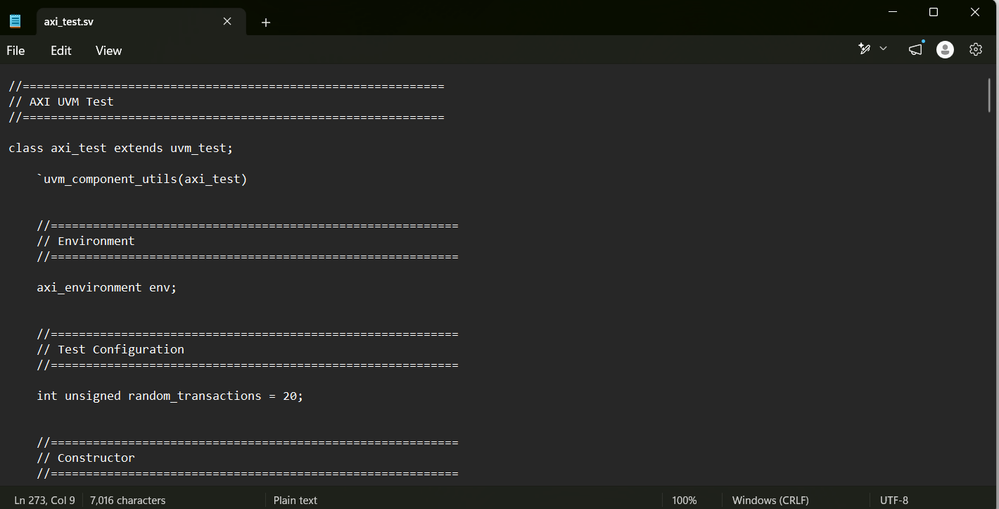 axi_test.sv
File Edit View
//============================================================
// AXI UVM Test
//============================================================
class axi_test extends uvm_test;
`uvm_component_utils(axi_test)
//==========================================================
// Environment
//==========================================================
axi_environment env;
//==========================================================
// Test Configuration
//==========================================================
int unsigned random_transactions = 20;
//==========================================================
// Constructor
//==========================================================
Ln 273, Col 9 7,016 characters Plain text 100% Windows (CRLF) UTF-8